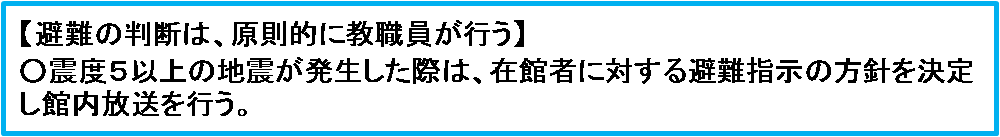 【避難の判断は、原則的に教職員が行う】
〇震度５以上の地震が発生した際は、在館者に対する避難指示の方針を決定
し館内放送を行う。